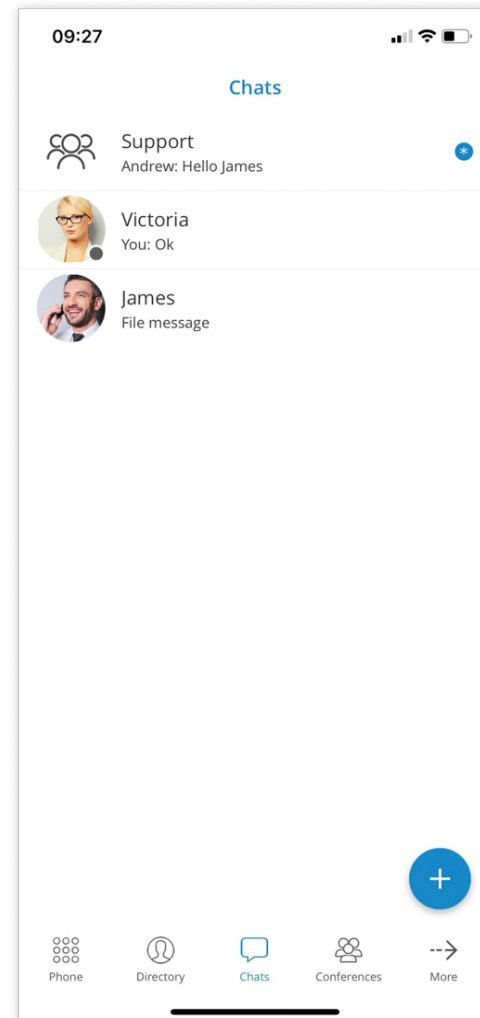 09:27
Chats
Support
Andrew: Hello James
*
Victoria
You: Ok
James
File message
+
Phone Directory Chats Conferences More